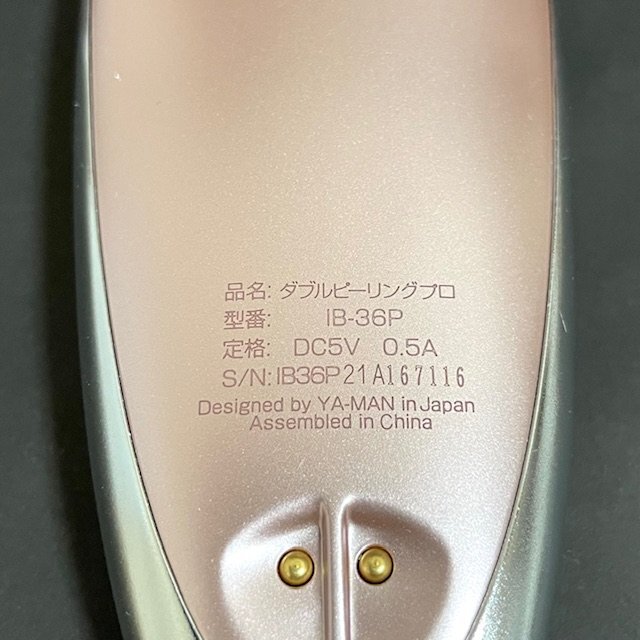 品名: ダブルピーリングプロ
型番: IB-36P
定格: DC5V 0.5A
S/N:IB36P21A167116
Designed by YA-MAN in Japan
Assembled in China